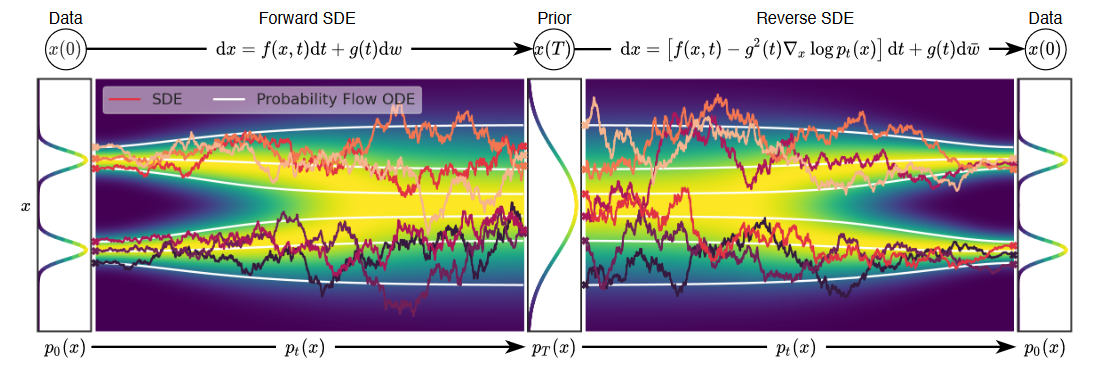 Data Forward SDE Prior Reverse SDE Data
x(0) dx = f(x, t)dt + g(t)dw x(T) dx = [f(x, t) − g²(t)∇ₓ log pₜ(x)] dt + g(t)dw̄ x(0)
SDE Probability Flow ODE
x
p₀(x) pₜ(x) p_T(x) pₜ(x) p₀(x)